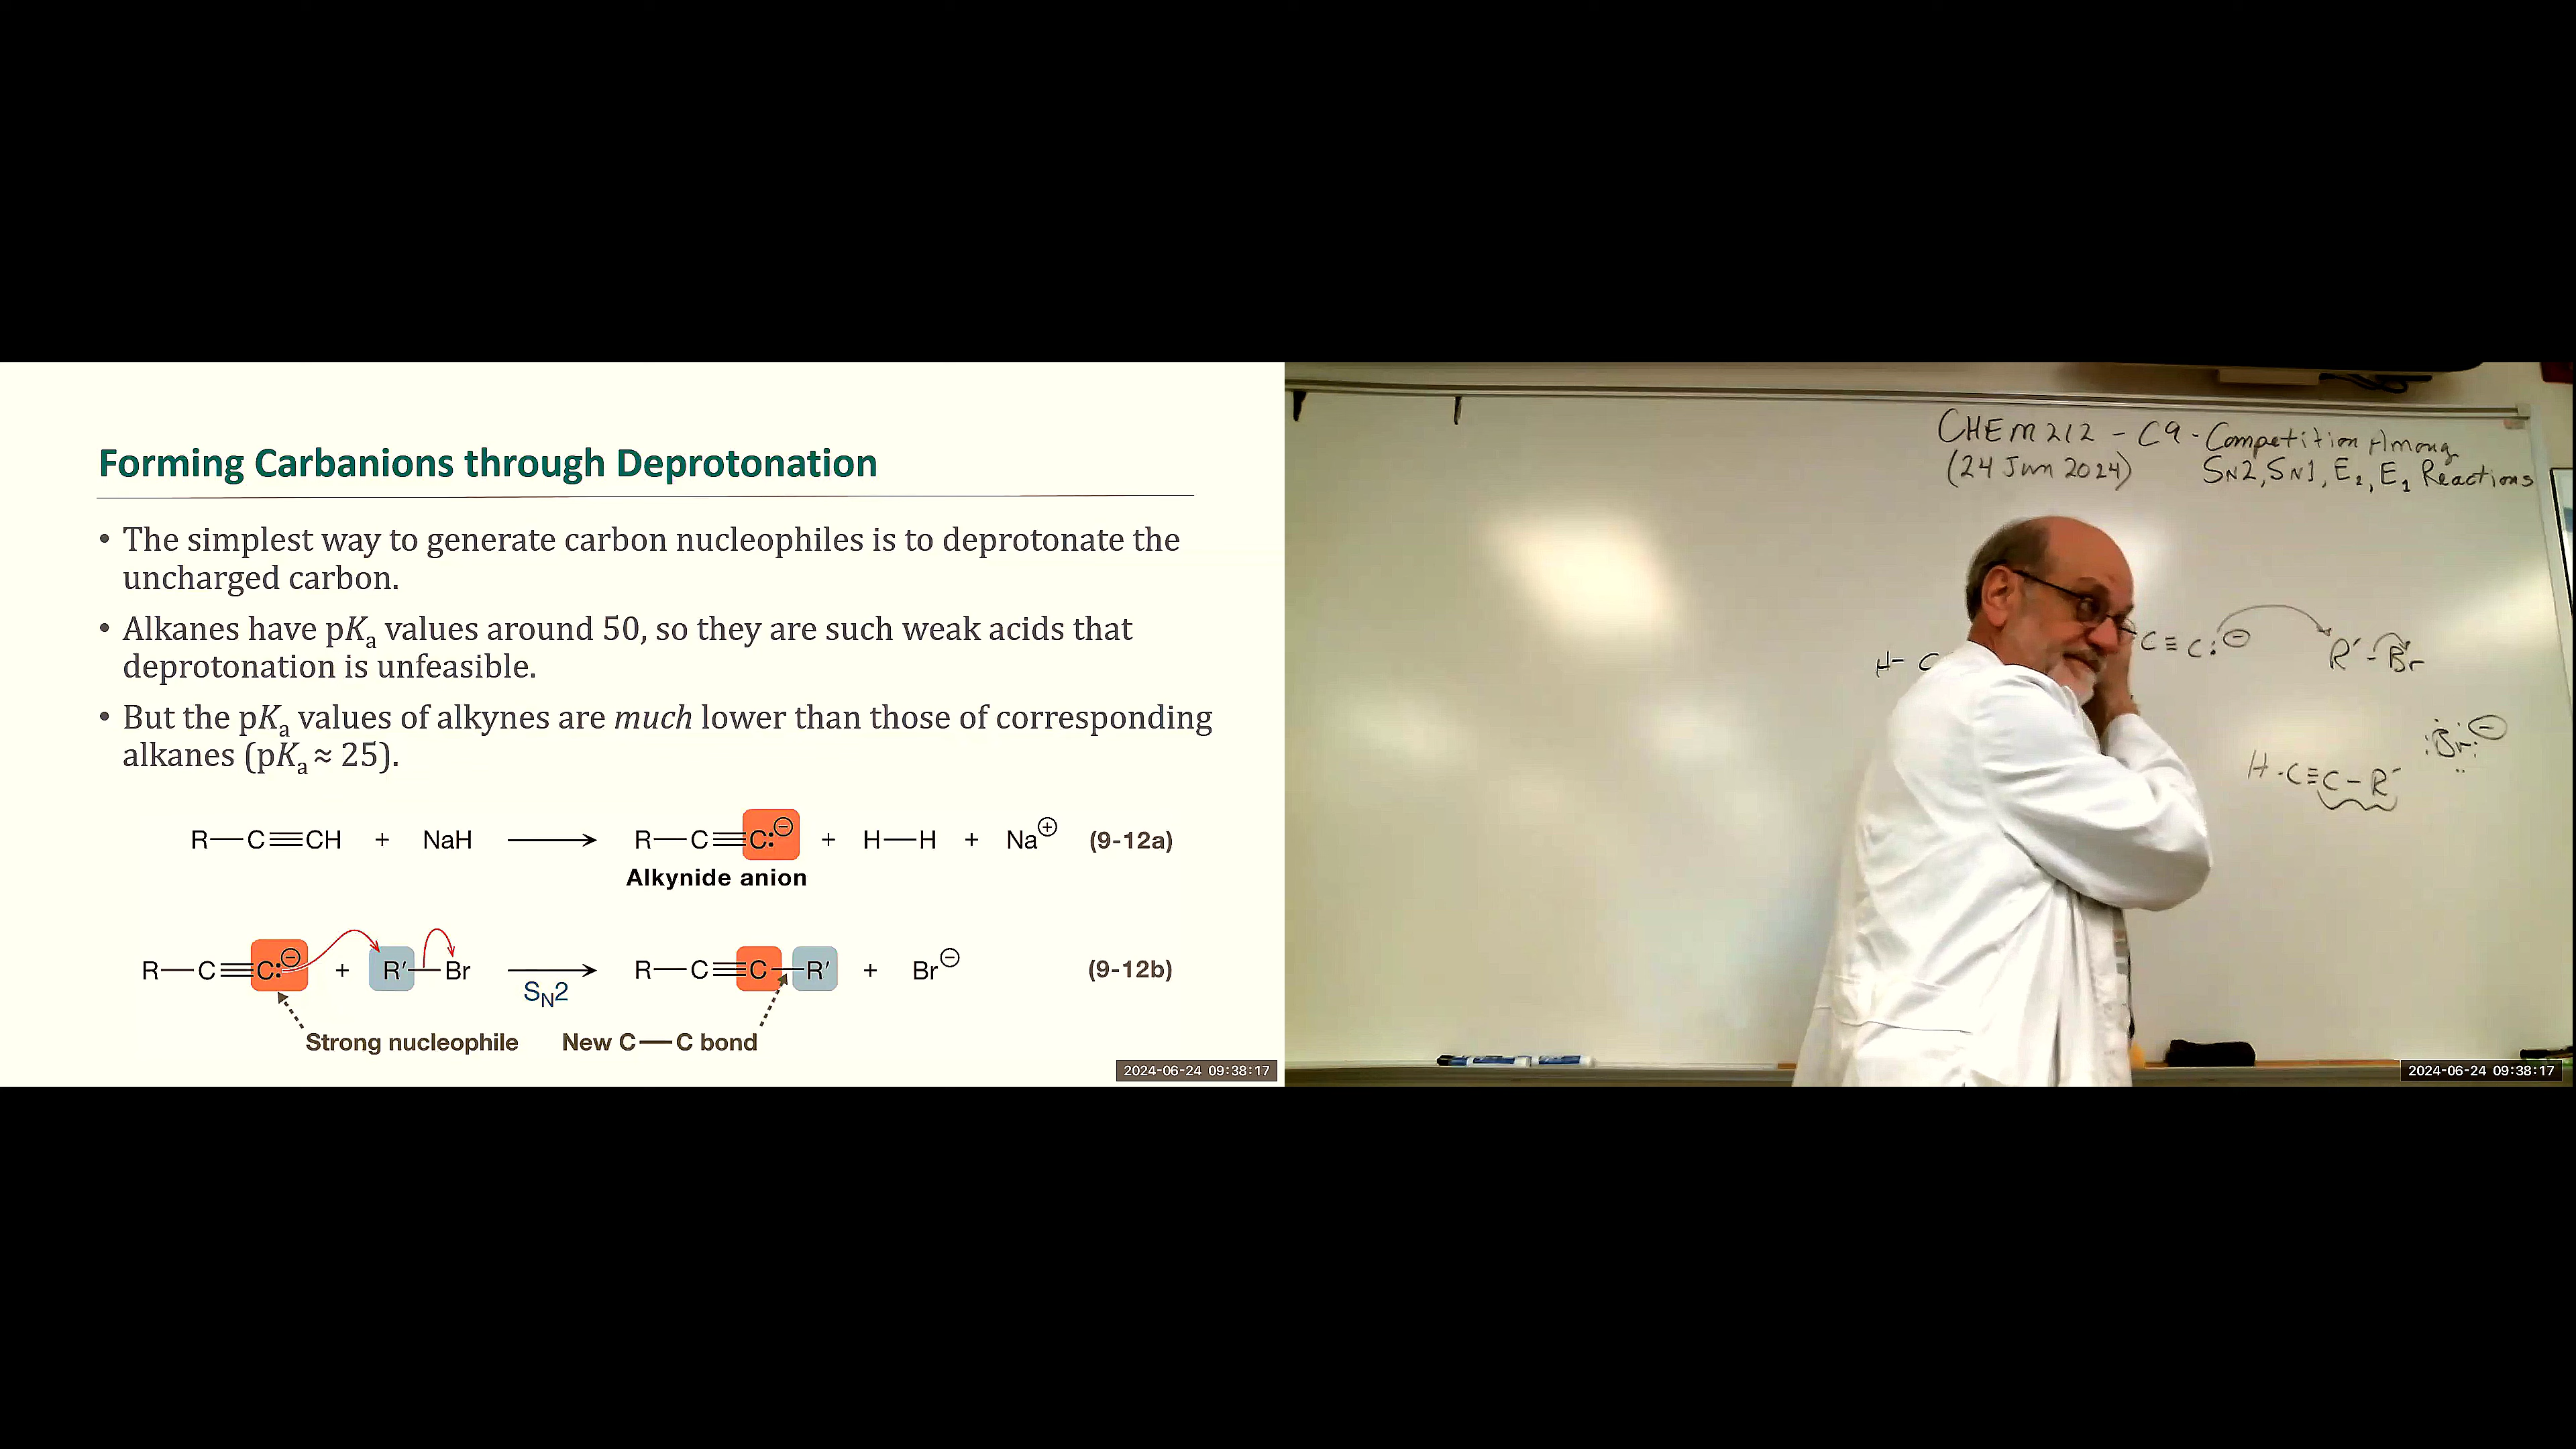 Forming Carbanions through Deprotonation
• The simplest way to generate carbon nucleophiles is to deprotonate the
uncharged carbon.
• Alkanes have pKa values around 50, so they are such weak acids that
deprotonation is unfeasible.
• But the pKa values of alkynes are much lower than those of corresponding
alkanes (pKa ≈ 25).
R—C≡CH + NaH ⟶ R—C≡C:⊖ + H—H + Na⊕ (9-12a)
Alkynide anion
R—C≡C:⊖ + R′—Br ⟶ R—C≡C—R′ + Br⊖ (9-12b)
SN2
Strong nucleophile New C—C bond
2024-06-24 09:38:17
CHEM 212 - C9 - Competition Among
(24 Jun 2024) SN2, SN1, E2, E1 Reactions
H- C
C≡C:⊖ R′-Br
:Br:⊖
H-C≡C-R′
2024-06-24 09:38:17